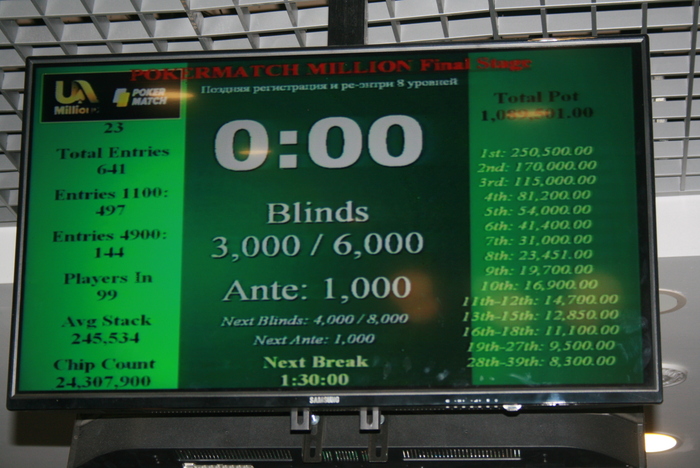 POKERMATCH MILLION Final Stage
Поздняя регистрация и ре-энтри 8 уровней
UA
Million
POKER
MATCH
23
Total Entries
641
Entries 1100:
497
Entries 4900:
144
Players In
99
Avg Stack
245,534
Chip Count
24,307,900
0:00
Blinds
3,000 / 6,000
Ante: 1,000
Next Blinds: 4,000 / 8,000
Next Ante: 1,000
Next Break
1:30:00
Total Pot
1st: 250,500.00
2nd: 170,000.00
3rd: 115,000.00
4th: 81,200.00
5th: 54,000.00
6th: 41,400.00
7th: 31,000.00
8th: 23,451.00
9th: 19,700.00
10th: 16,900.00
11th-12th: 14,700.00
13th-15th: 12,850.00
16th-18th: 11,100.00
19th-27th: 9,500.00
28th-39th: 8,300.00
SAMSUNG